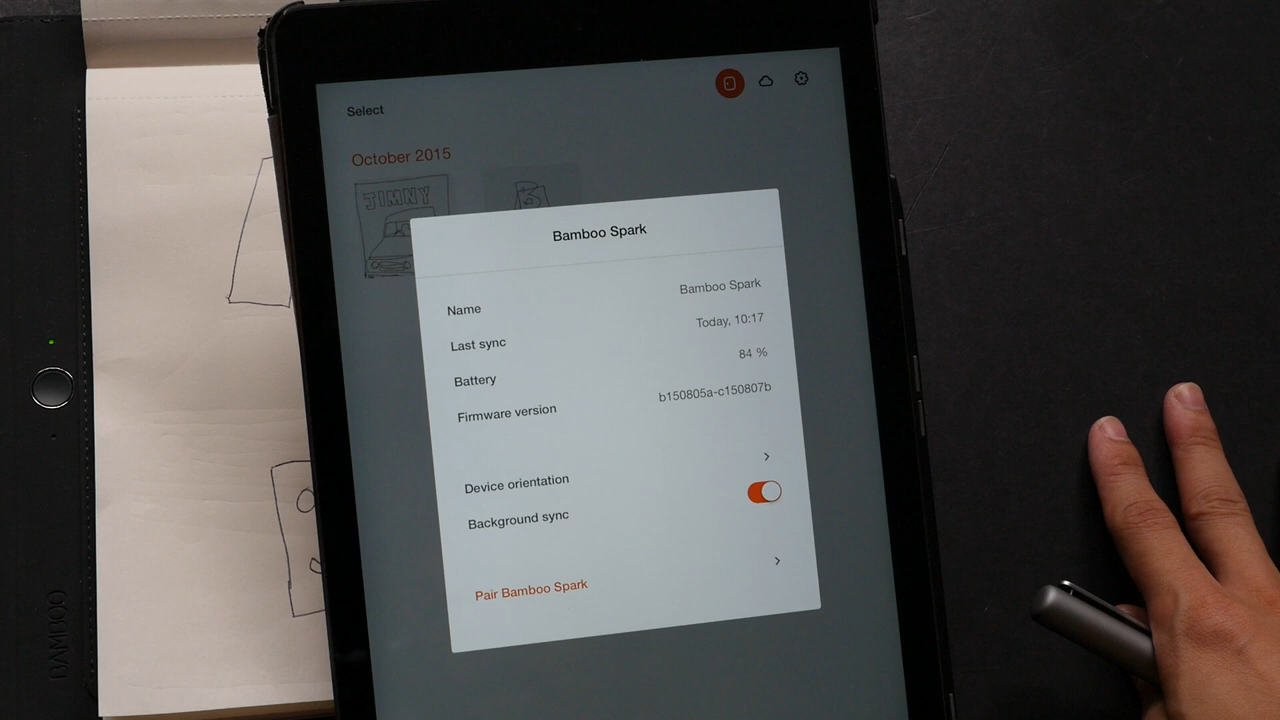 Select
October 2015
JIMNY
B
Bamboo Spark
Name Bamboo Spark
Last sync Today, 10:17
Battery 84 %
Firmware version b150805a-c150807b
Device orientation
Background sync
Pair Bamboo Spark
BAMBOO